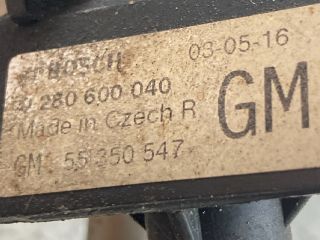 BOSCH 03-05-16
0 280 600 040
Made in Czech R GM
GM 55 350 547